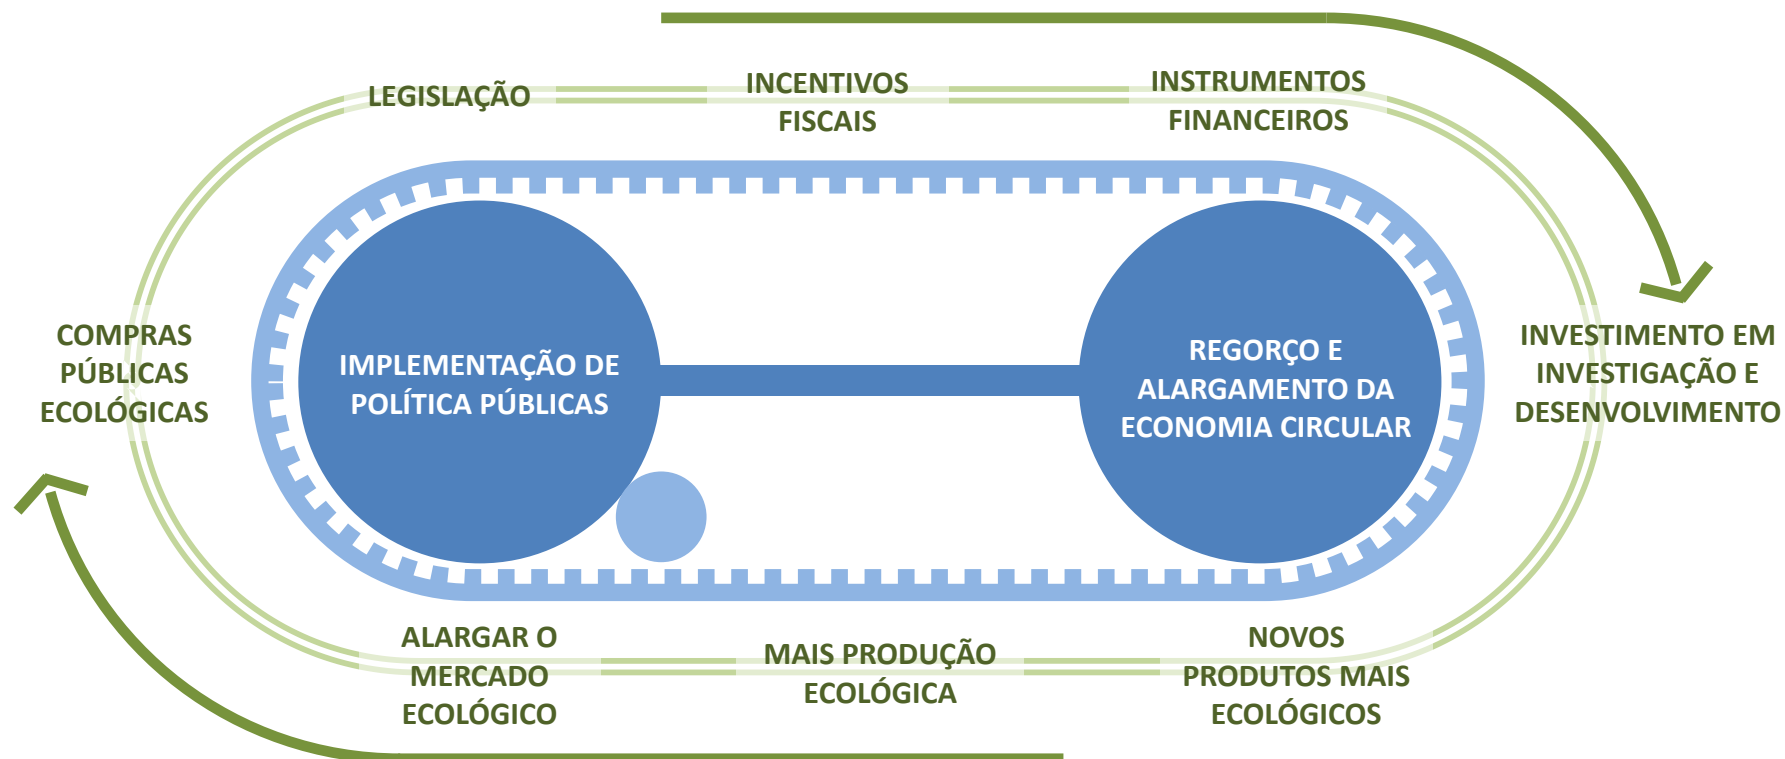 LEGISLAÇÃO
INCENTIVOS
FISCAIS
INSTRUMENTOS
FINANCEIROS
COMPRAS
PÚBLICAS
ECOLÓGICAS
IMPLEMENTAÇÃO DE
POLÍTICA PÚBLICAS
REGORÇO E
ALARGAMENTO DA
ECONOMIA CIRCULAR
INVESTIMENTO EM
INVESTIGAÇÃO E
DESENVOLVIMENTO
ALARGAR O
MERCADO
ECOLÓGICO
MAIS PRODUÇÃO
ECOLÓGICA
NOVOS
PRODUTOS MAIS
ECOLÓGICOS